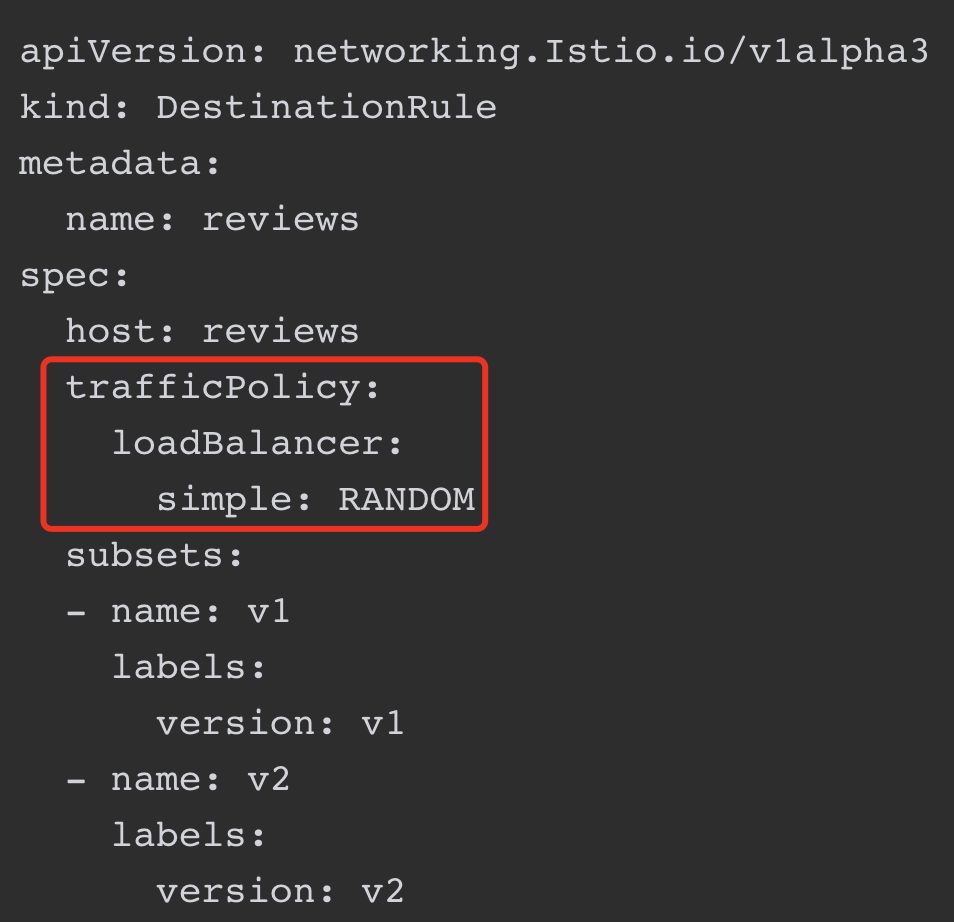 apiVersion: networking.Istio.io/v1alpha3
kind: DestinationRule
metadata:
  name: reviews
spec:
  host: reviews
  trafficPolicy:
    loadBalancer:
      simple: RANDOM
  subsets:
  - name: v1
    labels:
      version: v1
  - name: v2
    labels:
      version: v2